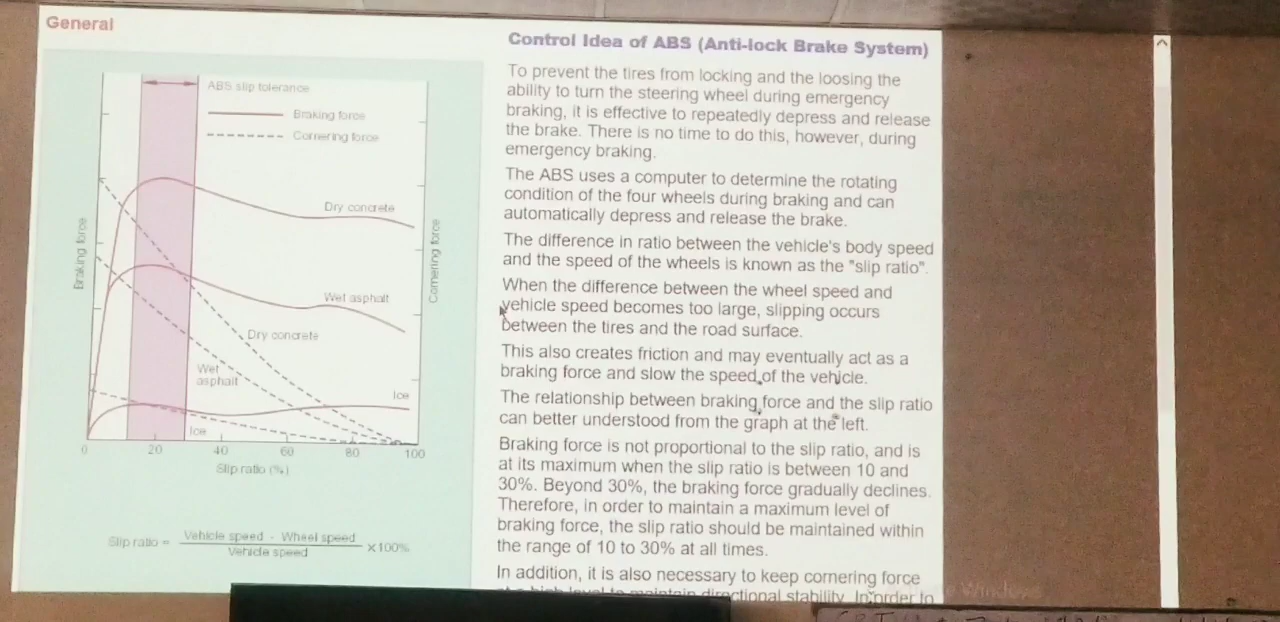 General
ABS slip tolerance
Braking force
Cornering force
Dry concrete
Braking force
Cornering force
Wet asphalt
Dry concrete
Wet
asphalt
Ice
Ice
0 20 40 60 80 100
Slip ratio (%)
Slip ratio = Vehicle speed - Wheel speed
Vehicle speed
×100%
Control Idea of ABS (Anti-lock Brake System)
To prevent the tires from locking and the loosing the
ability to turn the steering wheel during emergency
braking, it is effective to repeatedly depress and release
the brake. There is no time to do this, however, during
emergency braking.
The ABS uses a computer to determine the rotating
condition of the four wheels during braking and can
automatically depress and release the brake.
The difference in ratio between the vehicle's body speed
and the speed of the wheels is known as the "slip ratio".
When the difference between the wheel speed and
vehicle speed becomes too large, slipping occurs
between the tires and the road surface.
This also creates friction and may eventually act as a
braking force and slow the speed of the vehicle.
The relationship between braking force and the slip ratio
can better understood from the graph at the left.
Braking force is not proportional to the slip ratio, and is
at its maximum when the slip ratio is between 10 and
30%. Beyond 30%, the braking force gradually declines.
Therefore, in order to maintain a maximum level of
braking force, the slip ratio should be maintained within
the range of 10 to 30% at all times.
In addition, it is also necessary to keep cornering force
at a high level to maintain directional stability. In order to
Windows